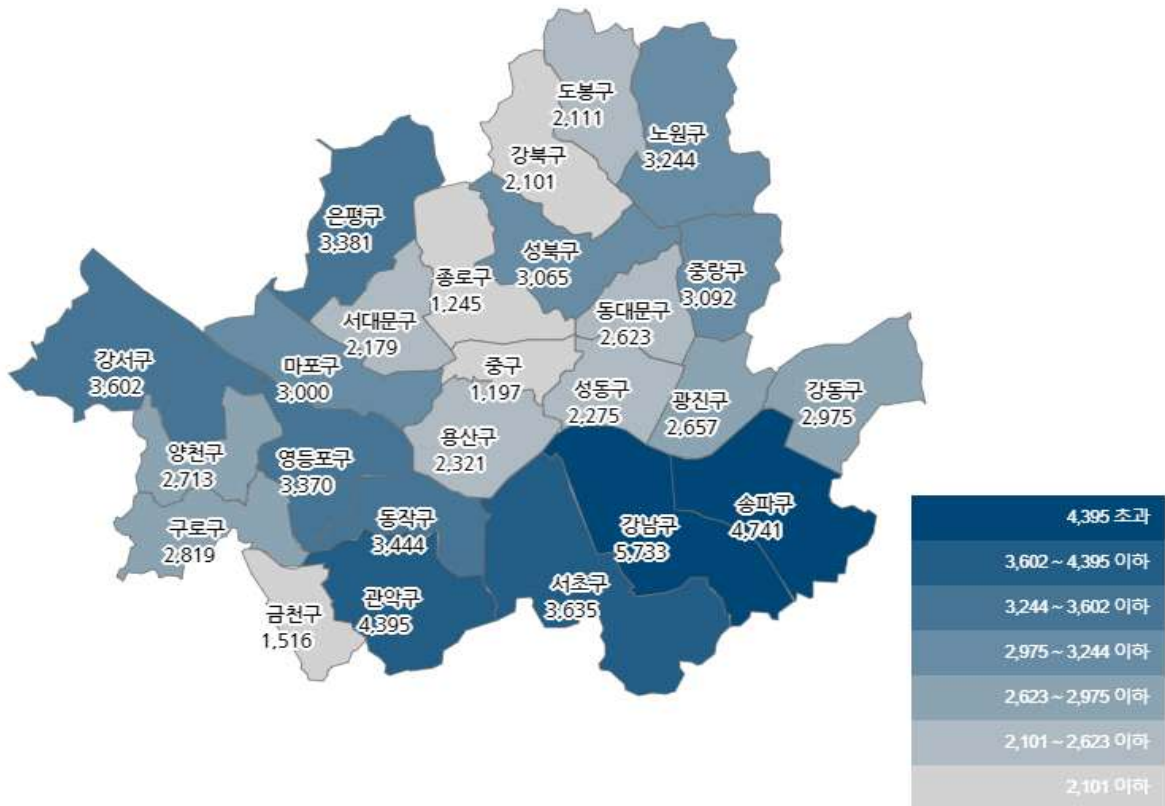 도봉구
2,111
노원구
3,244
강북구
2,101
은평구
3,381
성북구
3,065
중랑구
3,092
종로구
1,245
동대문구
2,623
서대문구
2,179
강서구
3,602
마포구
3,000
중구
1,197
성동구
2,275
광진구
2,657
강동구
2,975
용산구
2,321
양천구
2,713
영등포구
3,370
송파구
4,741
강남구
5,733
동작구
3,444
구로구
2,819
서초구
3,635
관악구
4,395
금천구
1,516
4,395 초과
3,602 ~ 4,395 이하
3,244 ~ 3,602 이하
2,975 ~ 3,244 이하
2,623 ~ 2,975 이하
2,101 ~ 2,623 이하
2,101 이하